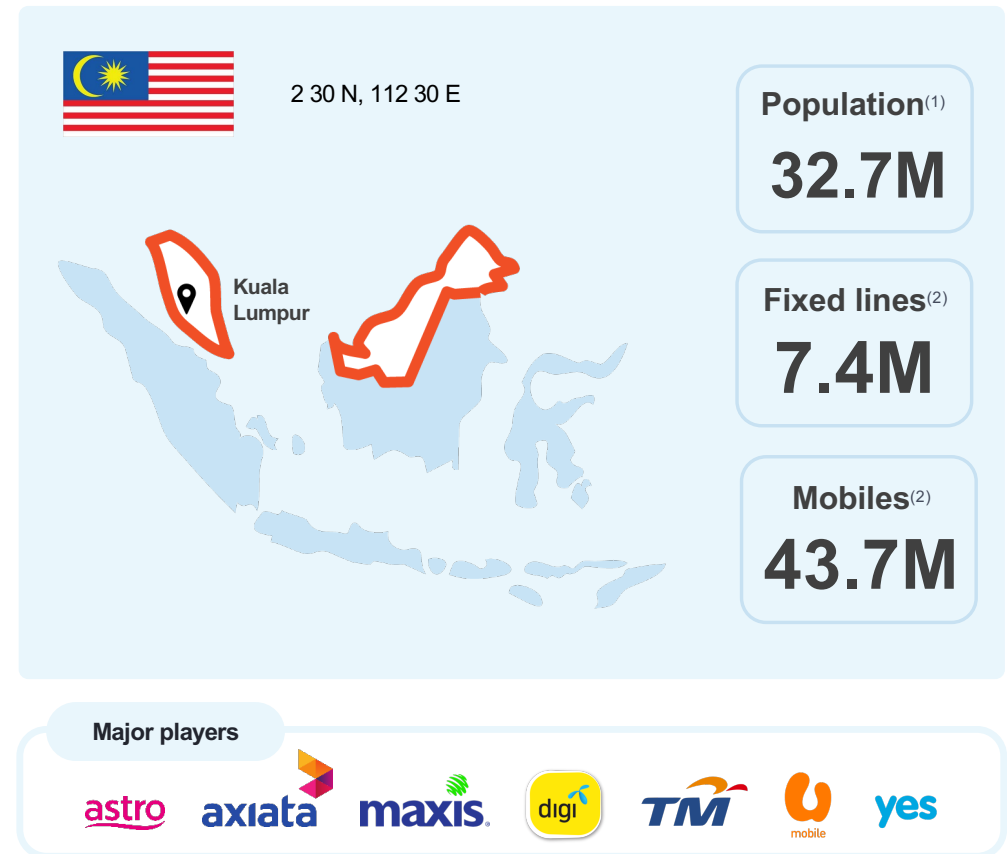 2 30 N, 112 30 E
Population(1)
32.7M
Kuala
Lumpur
Fixed lines(2)
7.4M
Mobiles(2)
43.7M
Major players
astro
axiata
maxis.
digi
TM
mobile
yes